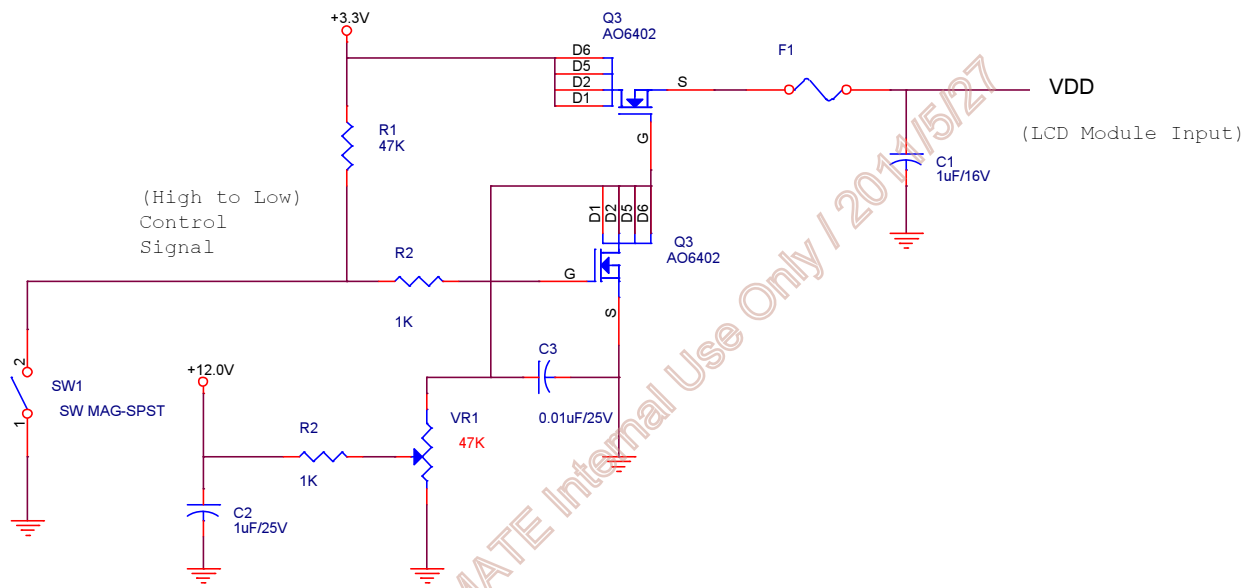 +3.3V
Q3
AO6402
D6
D5
D2
D1
S
G
F1
VDD
(LCD Module Input)
C1
1uF/16V
R1
47K
(High to Low)
Control
Signal
D1
D2
D5
D6
Q3
AO6402
G
S
R2
1K
C3
0.01uF/25V
2
1
SW1
SW MAG-SPST
+12.0V
R2
1K
VR1
47K
C2
1uF/25V
MATE Internal Use Only / 2011/5/27